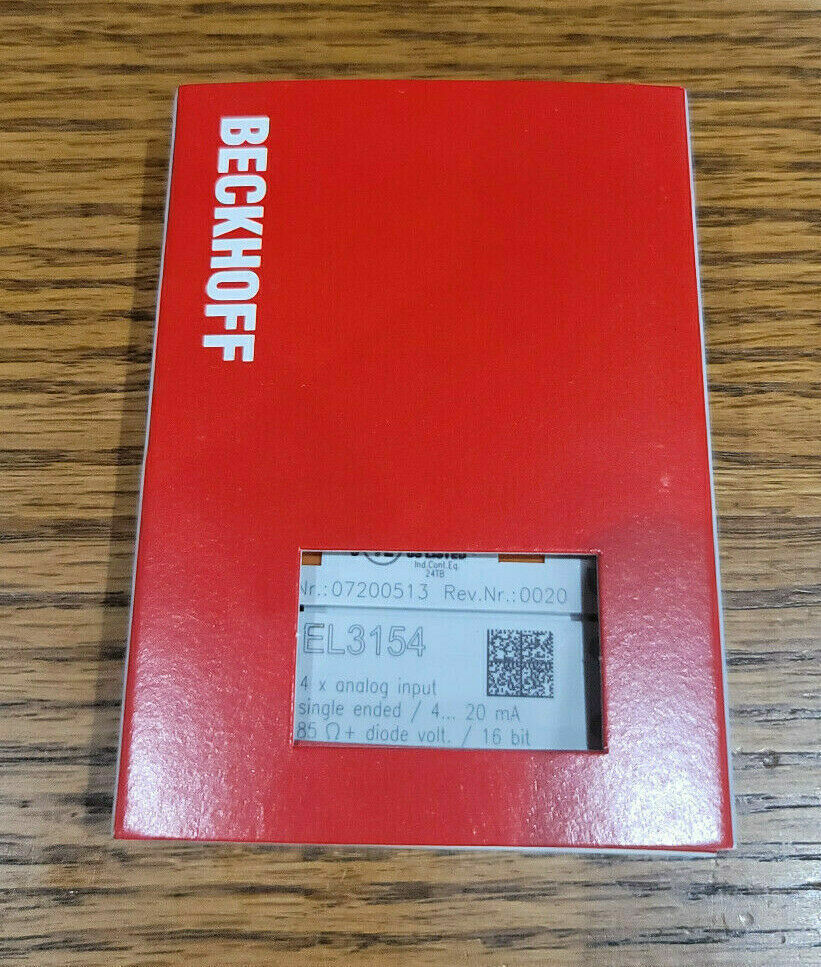 BECKHOFF
Ind.Cont.Eq.
24TB
Nr.:07200513 Rev.Nr.:0020
EL3154
4 x analog input
single ended / 4... 20 mA
85 Ω + diode volt. / 16 bit